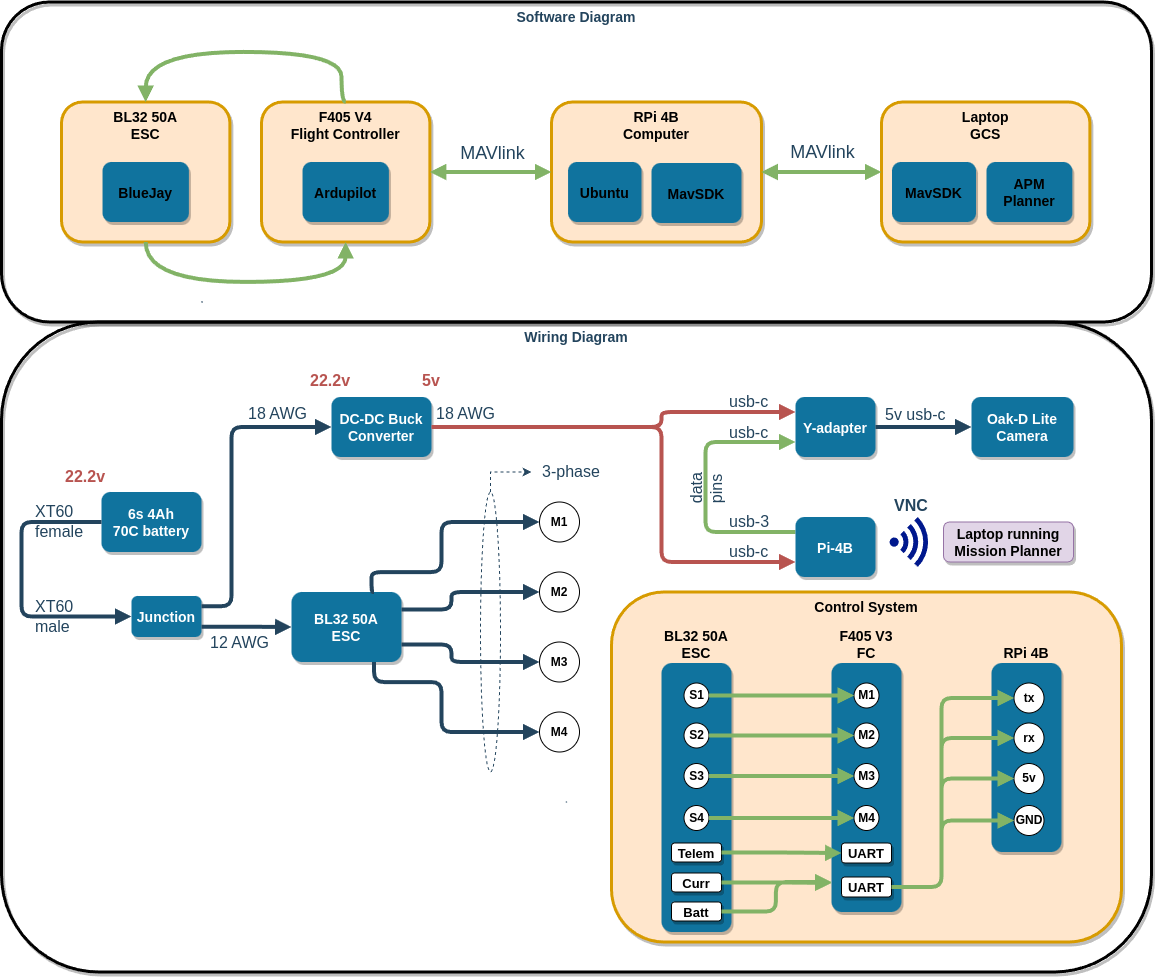 Software Diagram
BL32 50A
ESC
BlueJay
F405 V4
Flight Controller
Ardupilot
MAVlink
RPi 4B
Computer
Ubuntu
MavSDK
MAVlink
Laptop
GCS
MavSDK
APM
Planner
Wiring Diagram
22.2v
5v
18 AWG
DC-DC Buck
Converter
18 AWG
usb-c
usb-c
Y-adapter
5v usb-c
Oak-D Lite
Camera
22.2v
XT60
female
6s 4Ah
70C battery
3-phase
data
pins
usb-3
usb-c
Pi-4B
VNC
Laptop running
Mission Planner
XT60
male
Junction
12 AWG
BL32 50A
ESC
M1
M2
M3
M4
Control System
BL32 50A
ESC
F405 V3
FC
RPi 4B
S1
M1
tx
S2
M2
rx
S3
M3
5v
S4
M4
GND
Telem
UART
Curr
UART
Batt